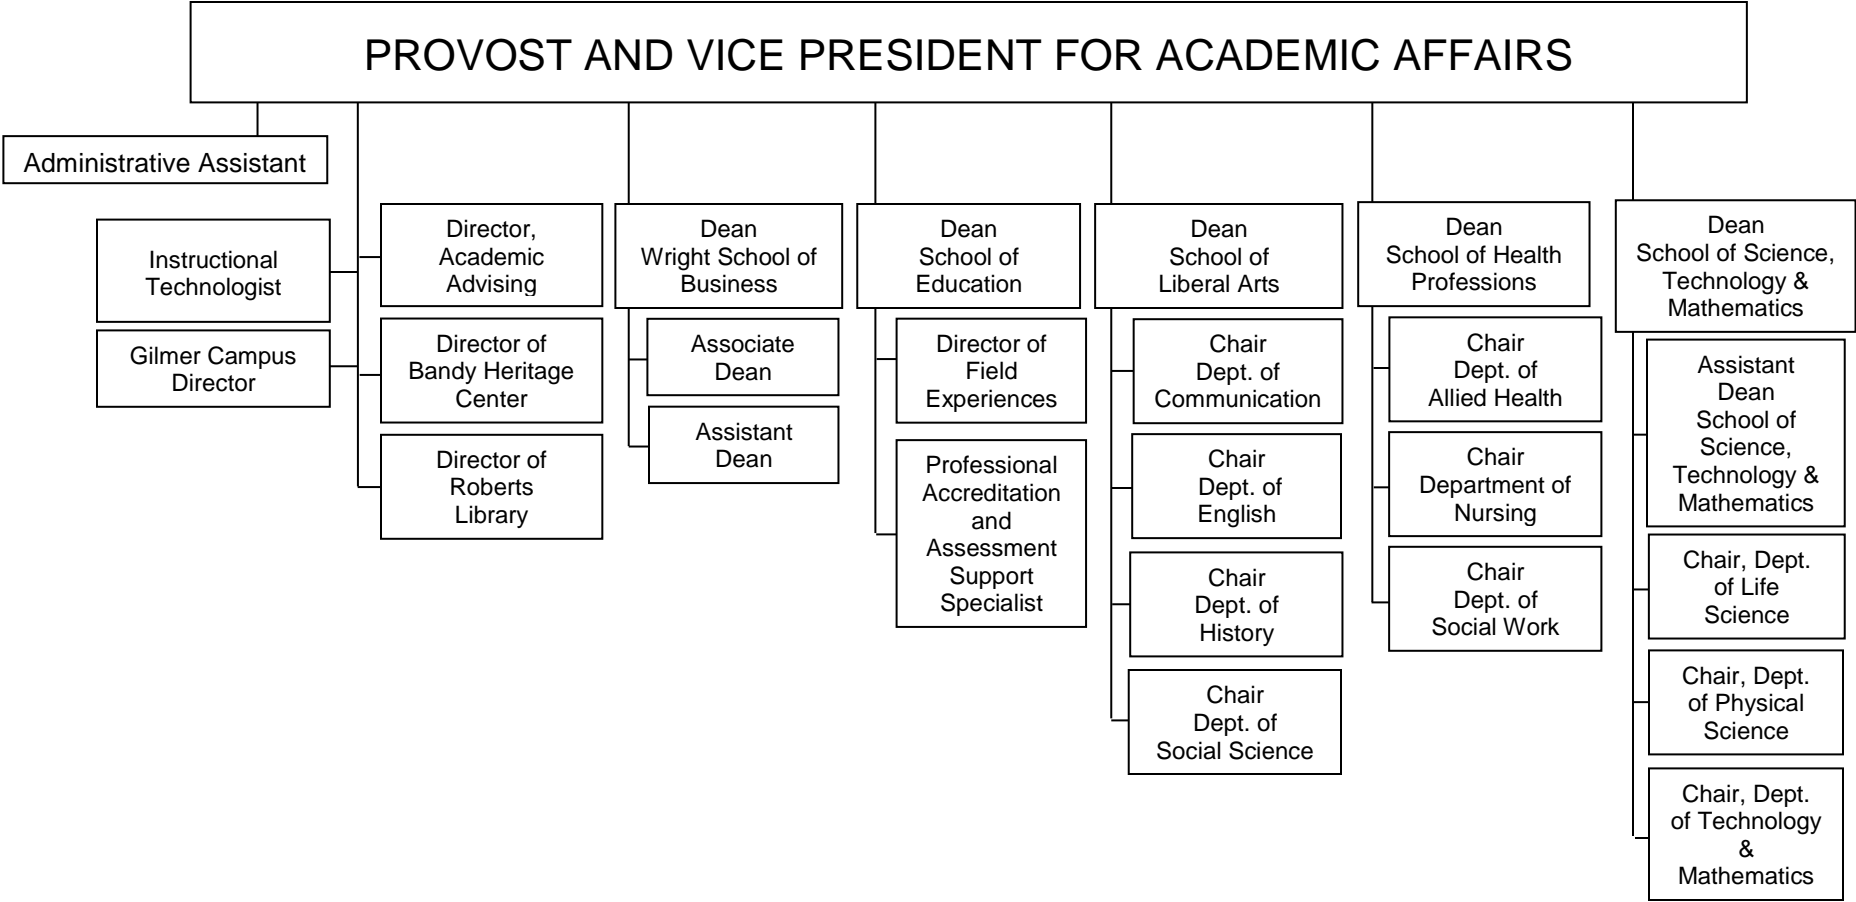 PROVOST AND VICE PRESIDENT FOR ACADEMIC AFFAIRS
Administrative Assistant
Instructional
Technologist
Gilmer Campus
Director
Director,
Academic
Advising
Director of
Bandy Heritage
Center
Director of
Roberts
Library
Dean
Wright School of
Business
Associate
Dean
Assistant
Dean
Dean
School of
Education
Director of
Field
Experiences
Professional
Accreditation
and
Assessment
Support
Specialist
Dean
School of
Liberal Arts
Chair
Dept. of
Communication
Chair
Dept. of
English
Chair
Dept. of
History
Chair
Dept. of
Social Science
Dean
School of Health
Professions
Chair
Dept. of
Allied Health
Chair
Department of
Nursing
Chair
Dept. of
Social Work
Dean
School of Science,
Technology &
Mathematics
Assistant
Dean
School of
Science,
Technology &
Mathematics
Chair, Dept.
of Life
Science
Chair, Dept.
of Physical
Science
Chair, Dept.
of Technology
&
Mathematics